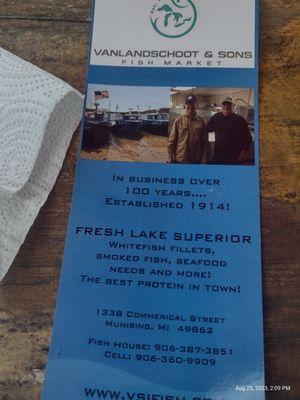 VANLANDSCHOOT & SONS
FISH MARKET
IN BUSINESS OVER
100 YEARS....
ESTABLISHED 1914!
FRESH LAKE SUPERIOR
WHITEFISH FILLETS,
SMOKED FISH, SEAFOOD
NEEDS AND MORE!
THE BEST PROTEIN IN TOWN!
1338 COMMERICAL STREET
MUNISING, MI 49862
FISH HOUSE: 906-387-3851
CELL: 906-360-9909
Aug 25, 2023, 2:09 PM